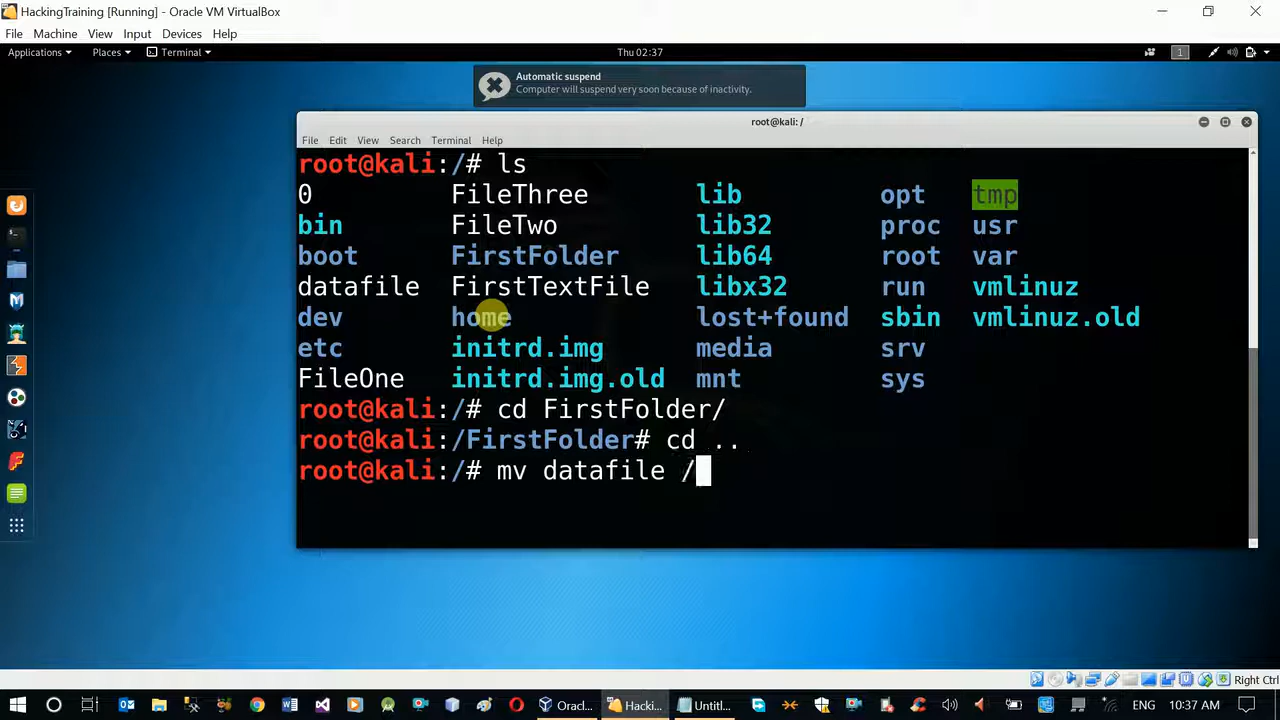 HackingTraining [Running] - Oracle VM VirtualBox
File Machine View Input Devices Help
Applications Places Terminal Thu 02:37 1
Automatic suspend
Computer will suspend very soon because of inactivity.
root@kali: /
File Edit View Search Terminal Help
root@kali:/# ls
0 FileThree lib opt tmp
bin FileTwo lib32 proc usr
boot FirstFolder lib64 root var
datafile FirstTextFile libx32 run vmlinuz
dev home lost+found sbin vmlinuz.old
etc initrd.img media srv
FileOne initrd.img.old mnt sys
root@kali:/# cd FirstFolder/
root@kali:/FirstFolder# cd ..
root@kali:/# mv datafile /
Right Ctrl
Oracl... Hacki... Untitl... ENG 10:37 AM